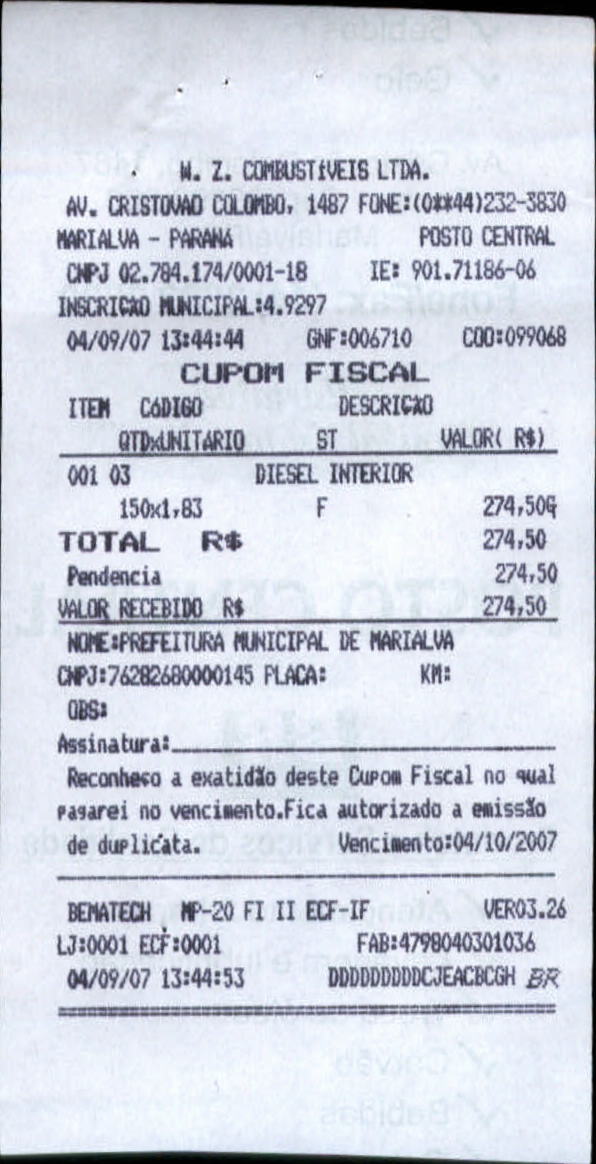 W. Z. COMBUSTíVEIS LTDA.
AV. CRISTOVAO COLOMBO, 1487 FONE:(0**44)232-3830
MARIALVA - PARANA POSTO CENTRAL
CNPJ 02.784.174/0001-18 IE: 901.71186-06
INSCRIÇÃO MUNICIPAL:4.9297
04/09/07 13:44:44 GNF:006710 COO:099068
CUPOM FISCAL
ITEM CóDIGO DESCRIÇÃO
QTDxUNITáRIO ST VALOR( R$)
001 03 DIESEL INTERIOR
150x1,83 F 274,50G
TOTAL R$ 274,50
Pendencia 274,50
VALOR RECEBIDO R$ 274,50
NOME:PREFEITURA MUNICIPAL DE MARIALVA
CNPJ:76282680000145 PLACA: KM:
OBS:
Assinatura:
Reconheço a exatidão deste Cupom Fiscal no qual
pagarei no vencimento.Fica autorizado a emissão
de duplicata. Vencimento:04/10/2007
BEMATECH MP-20 FI II ECF-IF VER03.26
LJ:0001 ECF:0001 FAB:4798040301036
04/09/07 13:44:53 DDDDDDDDDCJEACBCGH BR